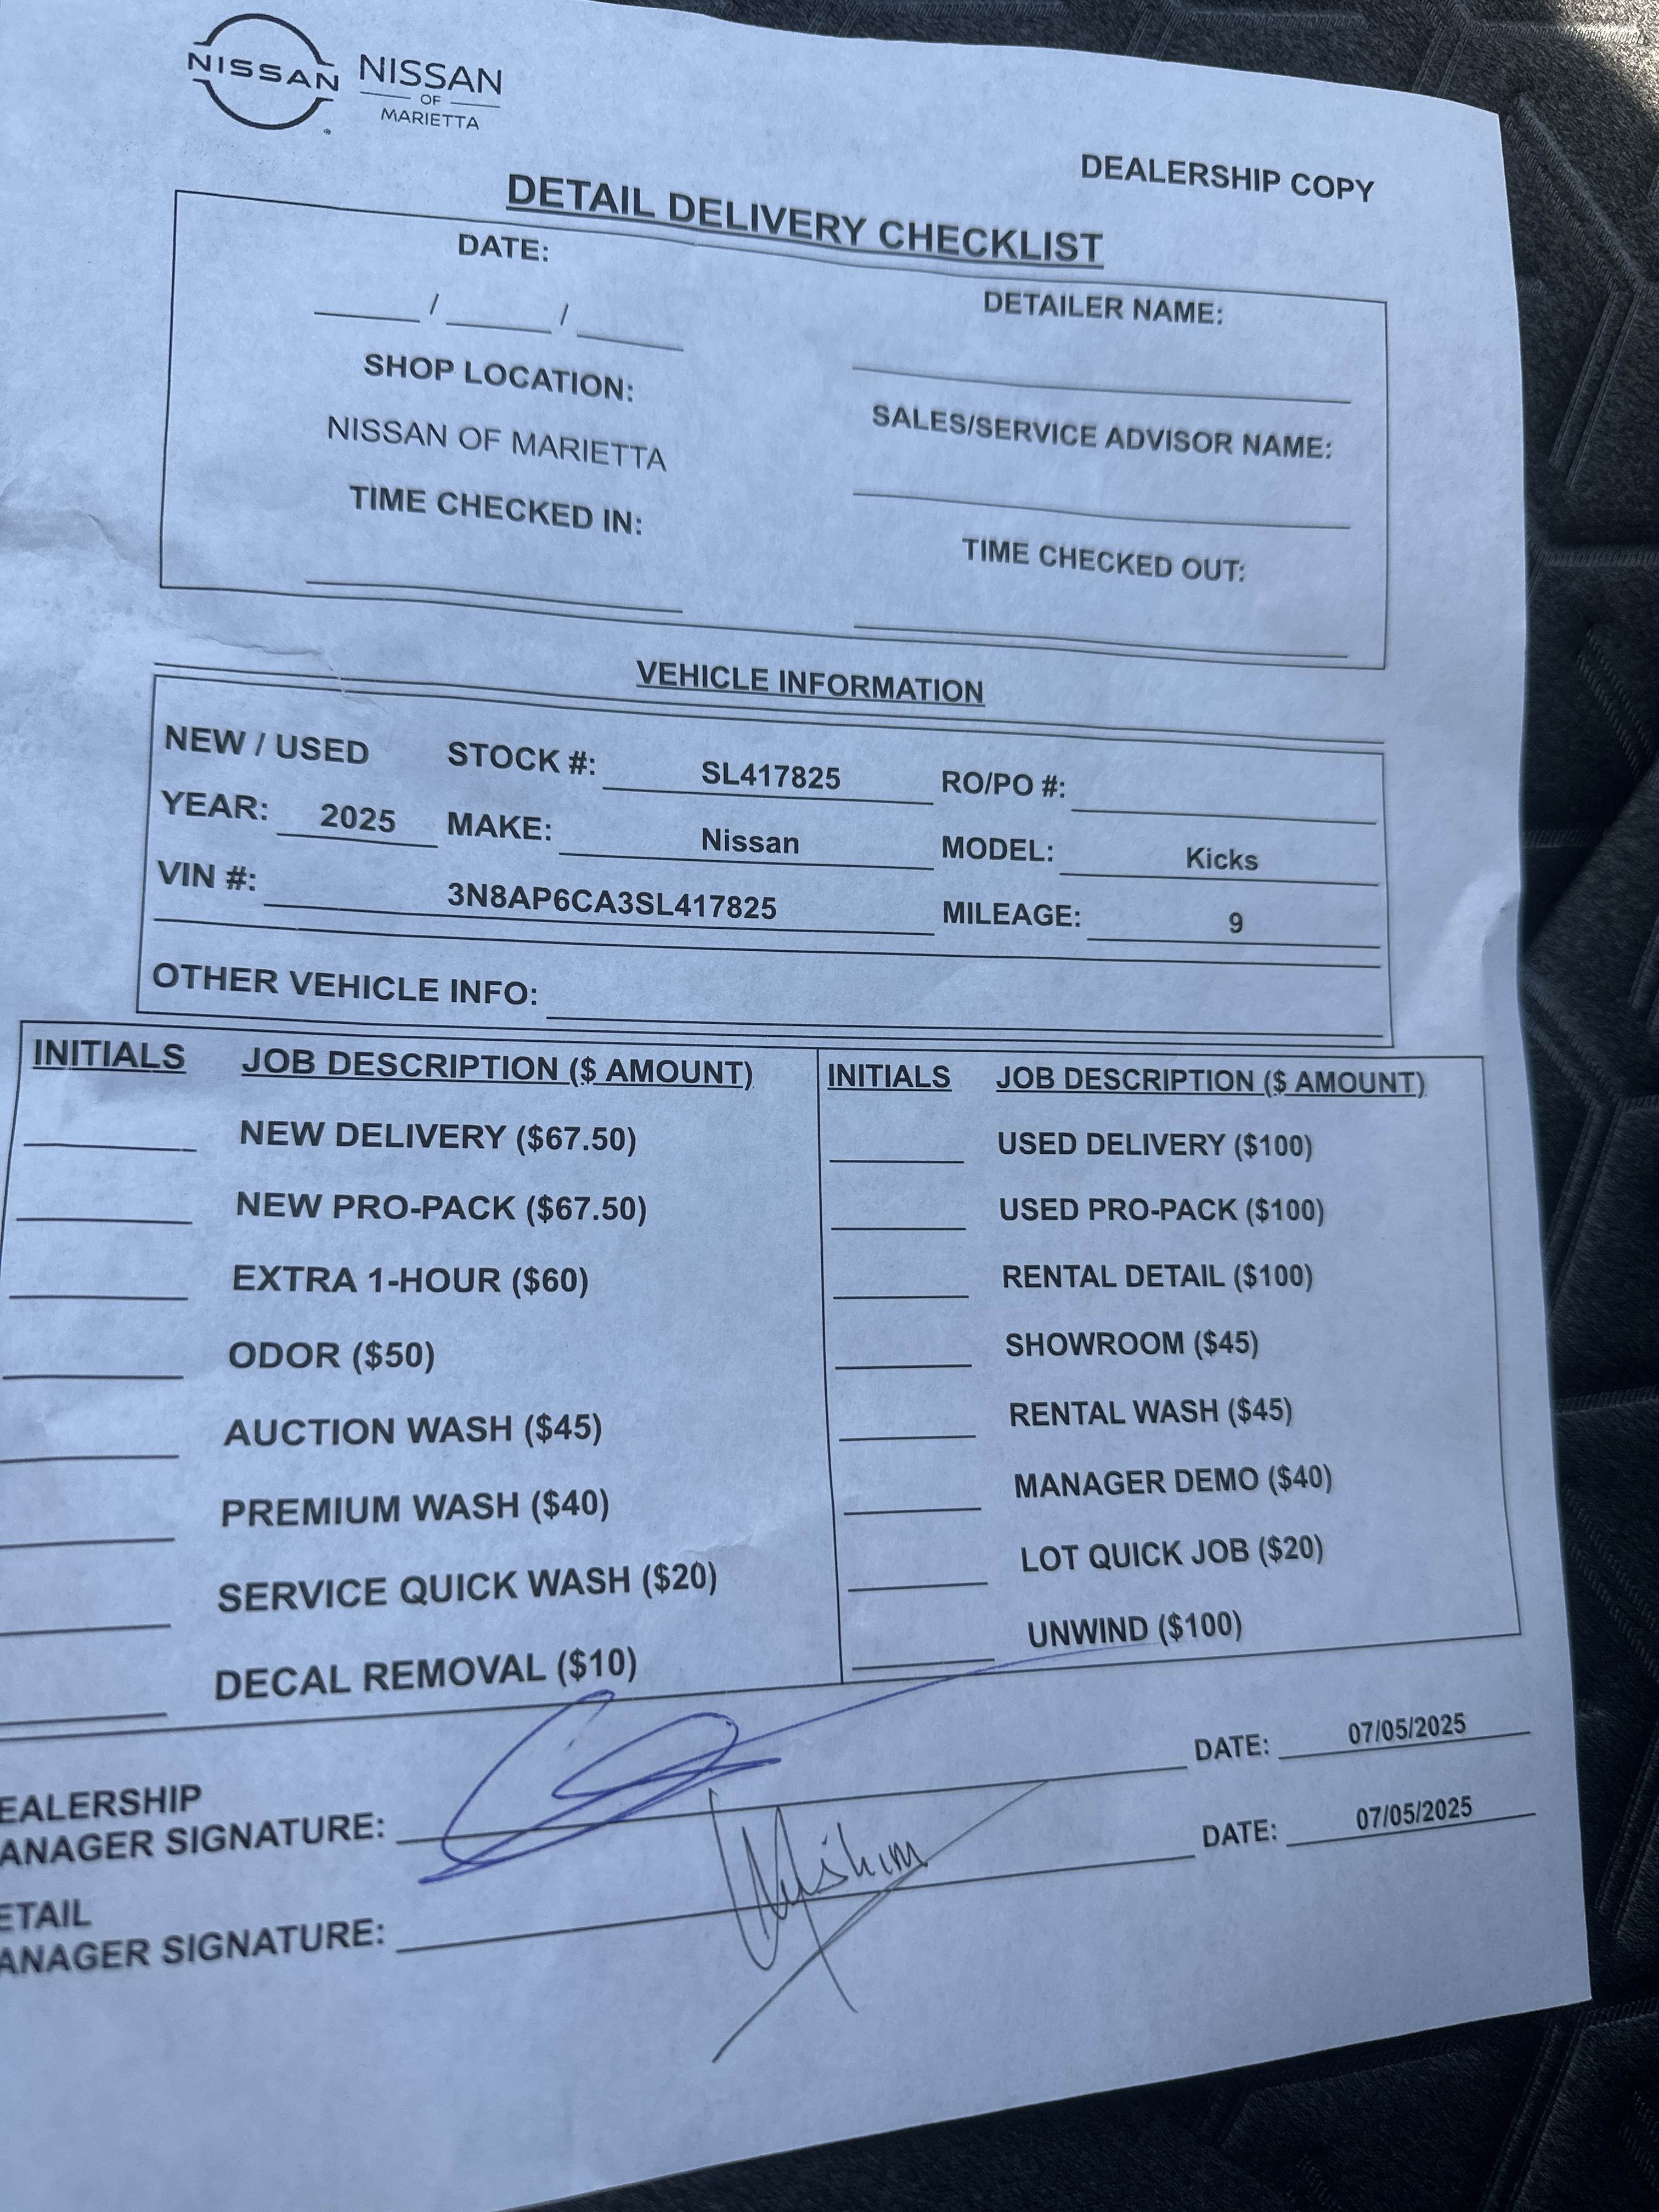 NISSAN NISSAN
OF
MARIETTA
DEALERSHIP COPY
DETAIL DELIVERY CHECKLIST
DATE:
/ /
DETAILER NAME:
SHOP LOCATION:
NISSAN OF MARIETTA
SALES/SERVICE ADVISOR NAME:
TIME CHECKED IN:
TIME CHECKED OUT:
VEHICLE INFORMATION
NEW / USED STOCK #: SL417825 RO/PO #:
YEAR: 2025 MAKE: Nissan MODEL: Kicks
VIN #: 3N8AP6CA3SL417825 MILEAGE: 9
OTHER VEHICLE INFO:
INITIALS JOB DESCRIPTION ($ AMOUNT) INITIALS JOB DESCRIPTION ($ AMOUNT)
NEW DELIVERY ($67.50) USED DELIVERY ($100)
NEW PRO-PACK ($67.50) USED PRO-PACK ($100)
EXTRA 1-HOUR ($60) RENTAL DETAIL ($100)
ODOR ($50) SHOWROOM ($45)
AUCTION WASH ($45) RENTAL WASH ($45)
PREMIUM WASH ($40) MANAGER DEMO ($40)
SERVICE QUICK WASH ($20) LOT QUICK JOB ($20)
DECAL REMOVAL ($10) UNWIND ($100)
EALERSHIP
ANAGER SIGNATURE: DATE: 07/05/2025
ETAIL
ANAGER SIGNATURE: DATE: 07/05/2025